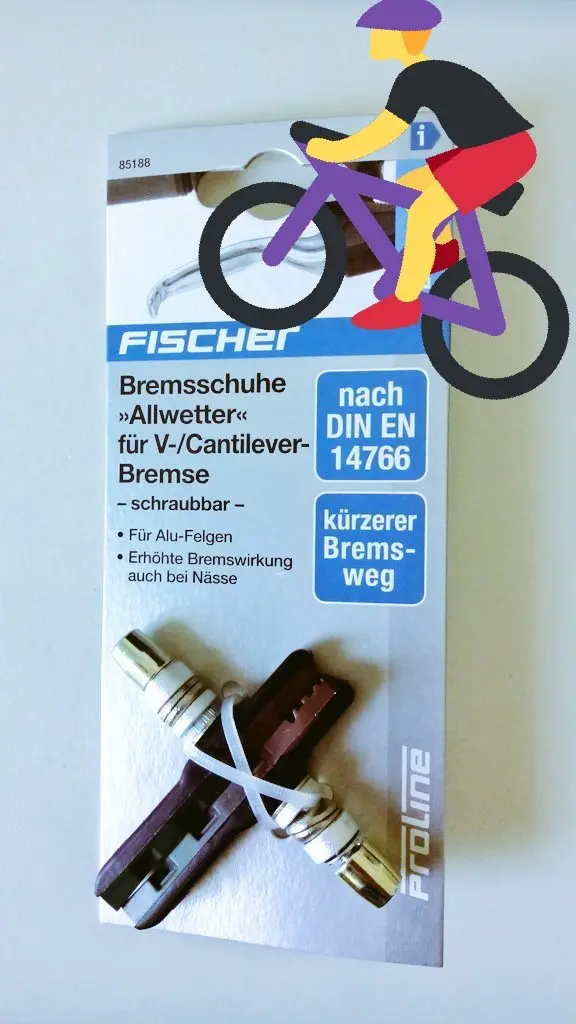 85188
i
FISCHER
Bremsschuhe
»Allwetter«
für V-/Cantilever-
Bremse
– schraubbar –
• Für Alu-Felgen
• Erhöhte Bremswirkung
auch bei Nässe
nach
DIN EN
14766
kürzerer
Brems-
weg
proline